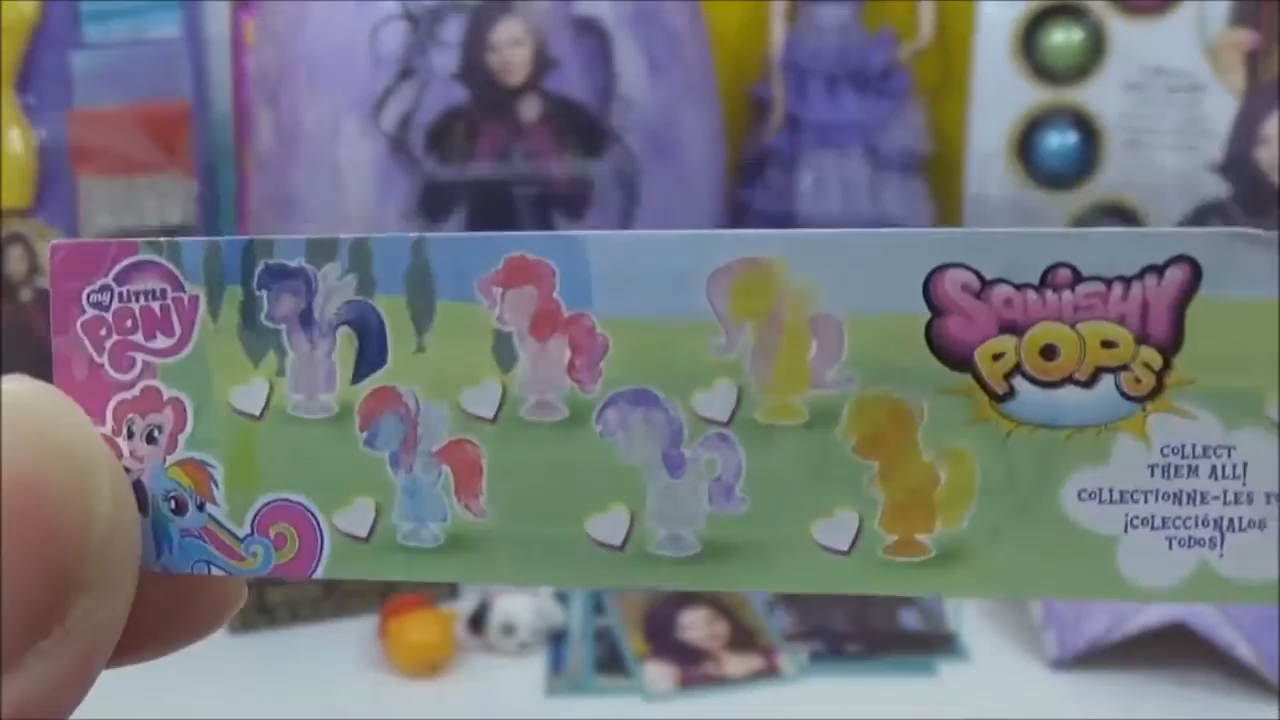 my LITTLE
PONY
SQUISHY
POPS
COLLECT
THEM ALL!
COLLECTIONNE-LES
¡COLECCIÓNALOS
TODOS!